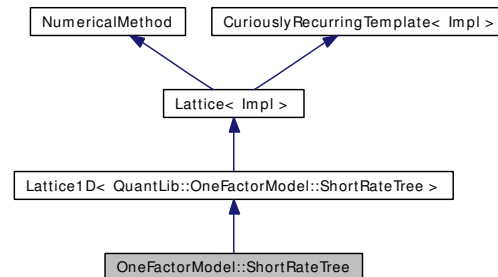 NumericalMethod
CuriouslyRecurringTemplate< Impl >
Lattice< Impl >
Lattice1D< QuantLib::OneFactorModel::ShortRateTree >
OneFactorModel::ShortRateTree